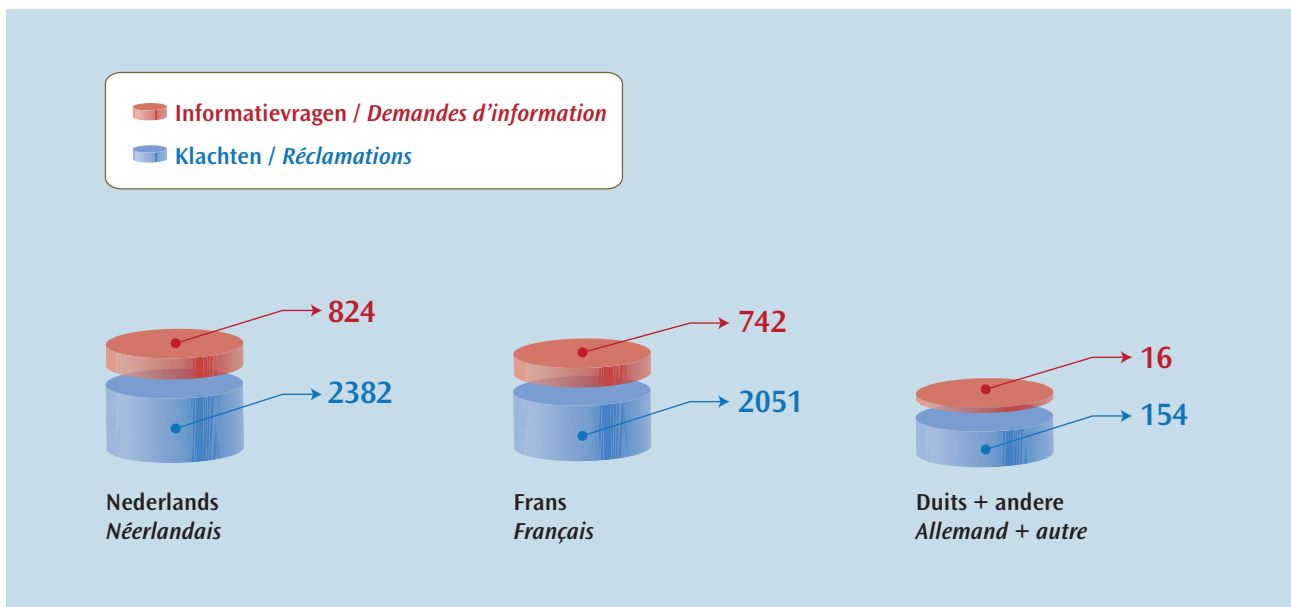 Informatievragen / Demandes d’information
Klachten / Réclamations
824
2382
Nederlands
Néerlandais
742
2051
Frans
Français
16
154
Duits + andere
Allemand + autre